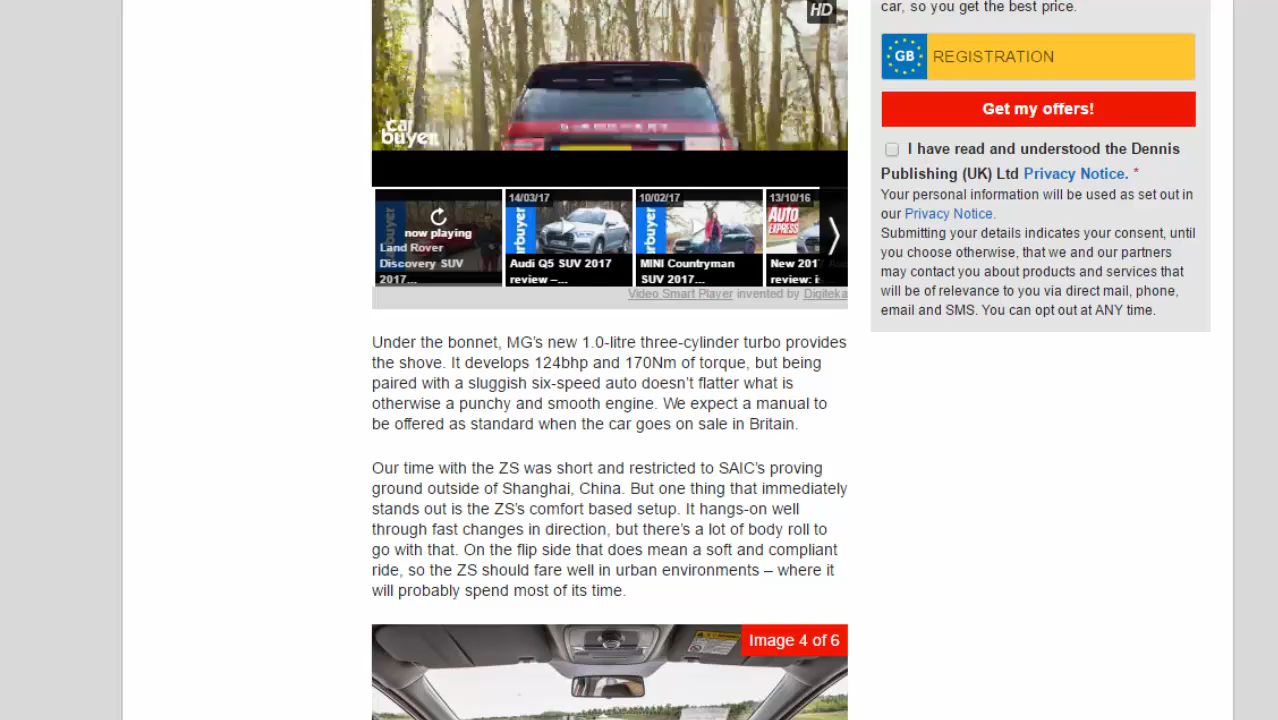 HD
car
buyer
now playing
Land Rover
Discovery SUV
2017...
14/03/17
Audi Q5 SUV 2017
review –...
10/02/17
MINI Countryman
SUV 2017...
13/10/16
AUTO
EXPRESS
New 201
review: i
Video Smart Player invented by Digiteka
Under the bonnet, MG’s new 1.0-litre three-cylinder turbo provides
the shove. It develops 124bhp and 170Nm of torque, but being
paired with a sluggish six-speed auto doesn’t flatter what is
otherwise a punchy and smooth engine. We expect a manual to
be offered as standard when the car goes on sale in Britain.
Our time with the ZS was short and restricted to SAIC’s proving
ground outside of Shanghai, China. But one thing that immediately
stands out is the ZS’s comfort based setup. It hangs-on well
through fast changes in direction, but there’s a lot of body roll to
go with that. On the flip side that does mean a soft and compliant
ride, so the ZS should fare well in urban environments – where it
will probably spend most of its time.
Image 4 of 6
car, so you get the best price.
GB
REGISTRATION
Get my offers!
I have read and understood the Dennis
Publishing (UK) Ltd Privacy Notice. *
Your personal information will be used as set out in
our Privacy Notice.
Submitting your details indicates your consent, until
you choose otherwise, that we and our partners
may contact you about products and services that
will be of relevance to you via direct mail, phone,
email and SMS. You can opt out at ANY time.